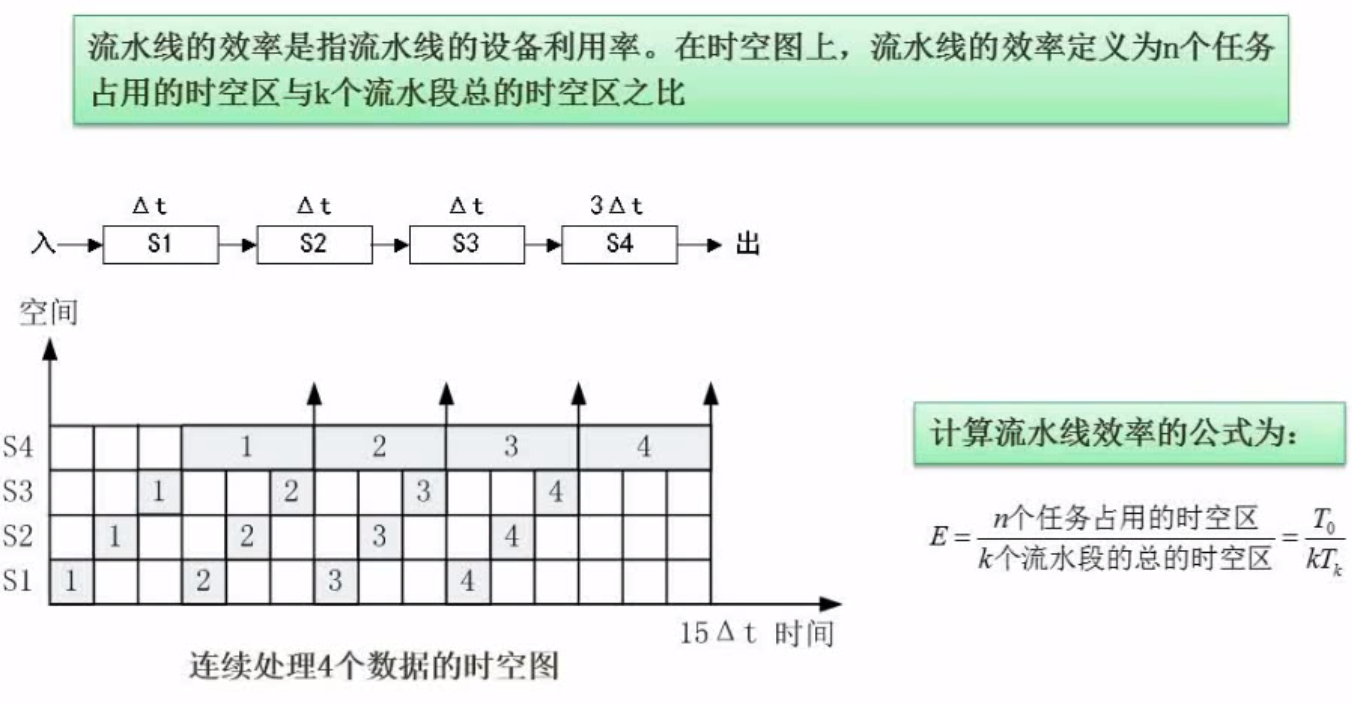 流水线的效率是指流水线的设备利用率。在时空图上，流水线的效率定义为n个任务
占用的时空区与k个流水段总的时空区之比
Δt Δt Δt 3Δt
入 S1 S2 S3 S4 出
空间
S4 1 2 3 4
S3 1 2 3 4
S2 1 2 3 4
S1 1 2 3 4
15Δt 时间
连续处理4个数据的时空图
计算流水线效率的公式为：
E = n个任务占用的时空区 / k个流水段的总的时空区 = T₀ / kTₖ